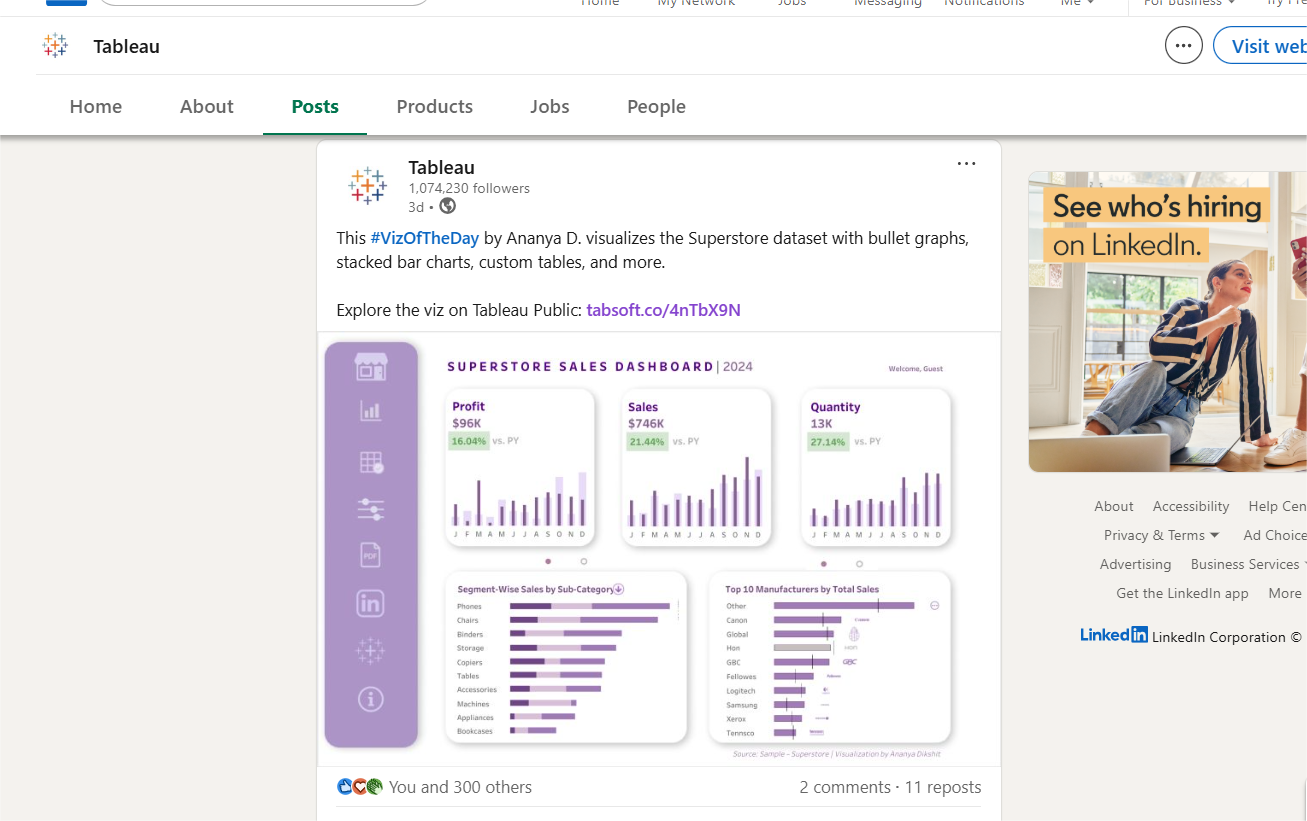 Home My Network Jobs Messaging Notifications Me For Business Try Pre
Tableau
Visit web
Home About Posts Products Jobs People
Tableau
1,074,230 followers
3d •
This #VizOfTheDay by Ananya D. visualizes the Superstore dataset with bullet graphs,
stacked bar charts, custom tables, and more.
Explore the viz on Tableau Public: tabsoft.co/4nTbX9N
SUPERSTORE SALES DASHBOARD | 2024
Welcome, Guest
Profit
$96K
16.04% vs. PY
J F M A M J J A S O N D
Sales
$746K
21.44% vs. PY
J F M A M J J A S O N D
Quantity
13K
27.14% vs. PY
J F M A M J J A S O N D
PDF
in
Segment-Wise Sales by Sub-Category
Phones
Chairs
Binders
Storage
Copiers
Tables
Accessories
Machines
Appliances
Bookcases
Top 10 Manufacturers by Total Sales
Other
Canon
Global
Hon
GBC GBC
Fellowes
Logitech
Samsung
Xerox
Tennsco
Source: Sample - Superstore | Visualization by Ananya Dikshit
You and 300 others
2 comments · 11 reposts
See who's hiring
on LinkedIn.
About Accessibility Help Cen
Privacy & Terms Ad Choice
Advertising Business Services
Get the LinkedIn app More
LinkedIn LinkedIn Corporation ©